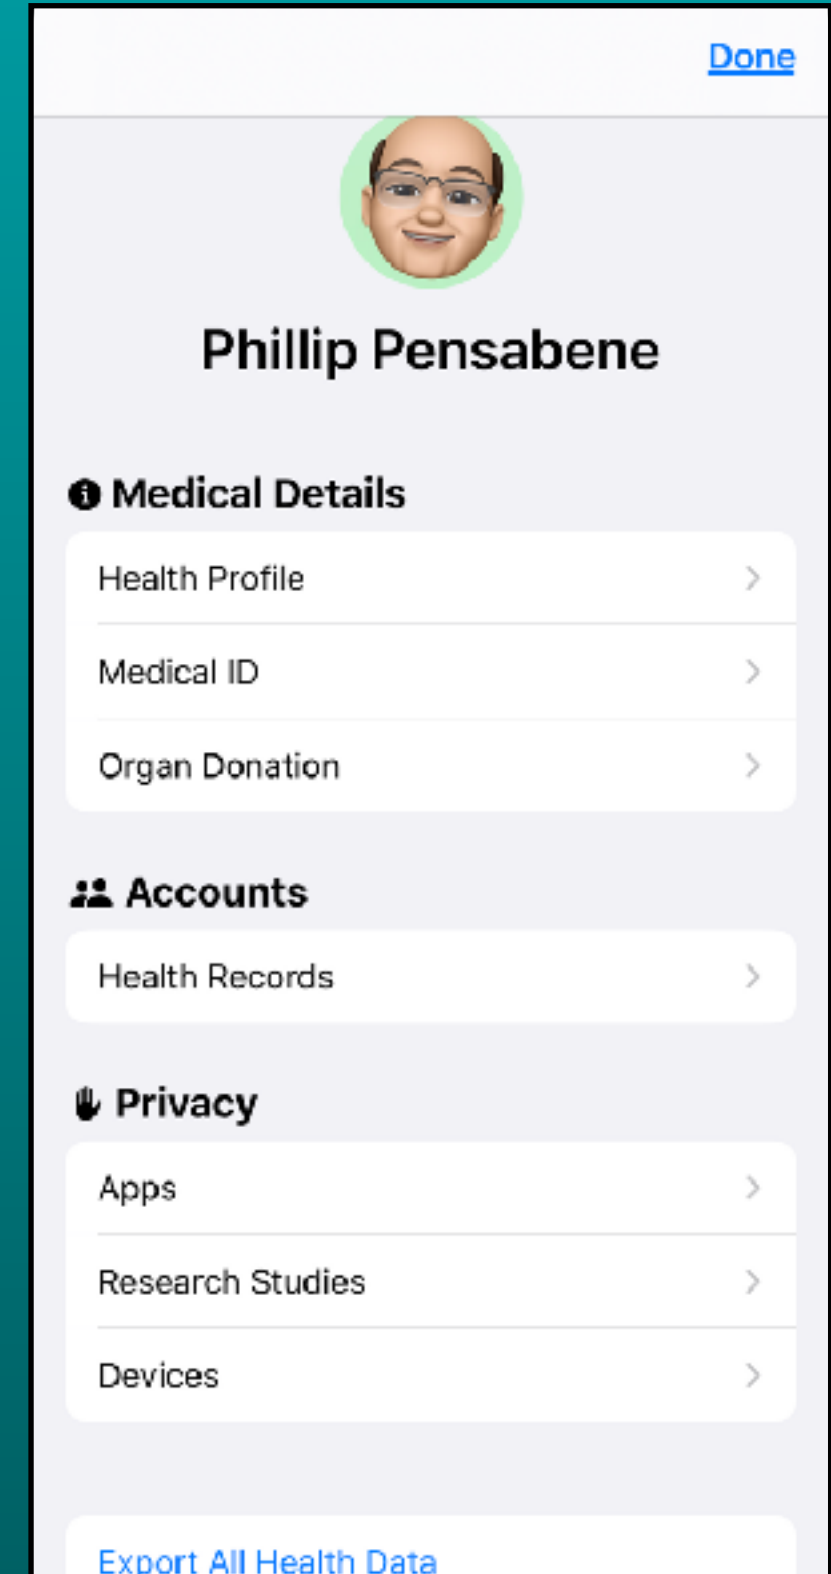 Done
Phillip Pensabene
Medical Details
Health Profile
Medical ID
Organ Donation
Accounts
Health Records
Privacy
Apps
Research Studies
Devices
Export All Health Data